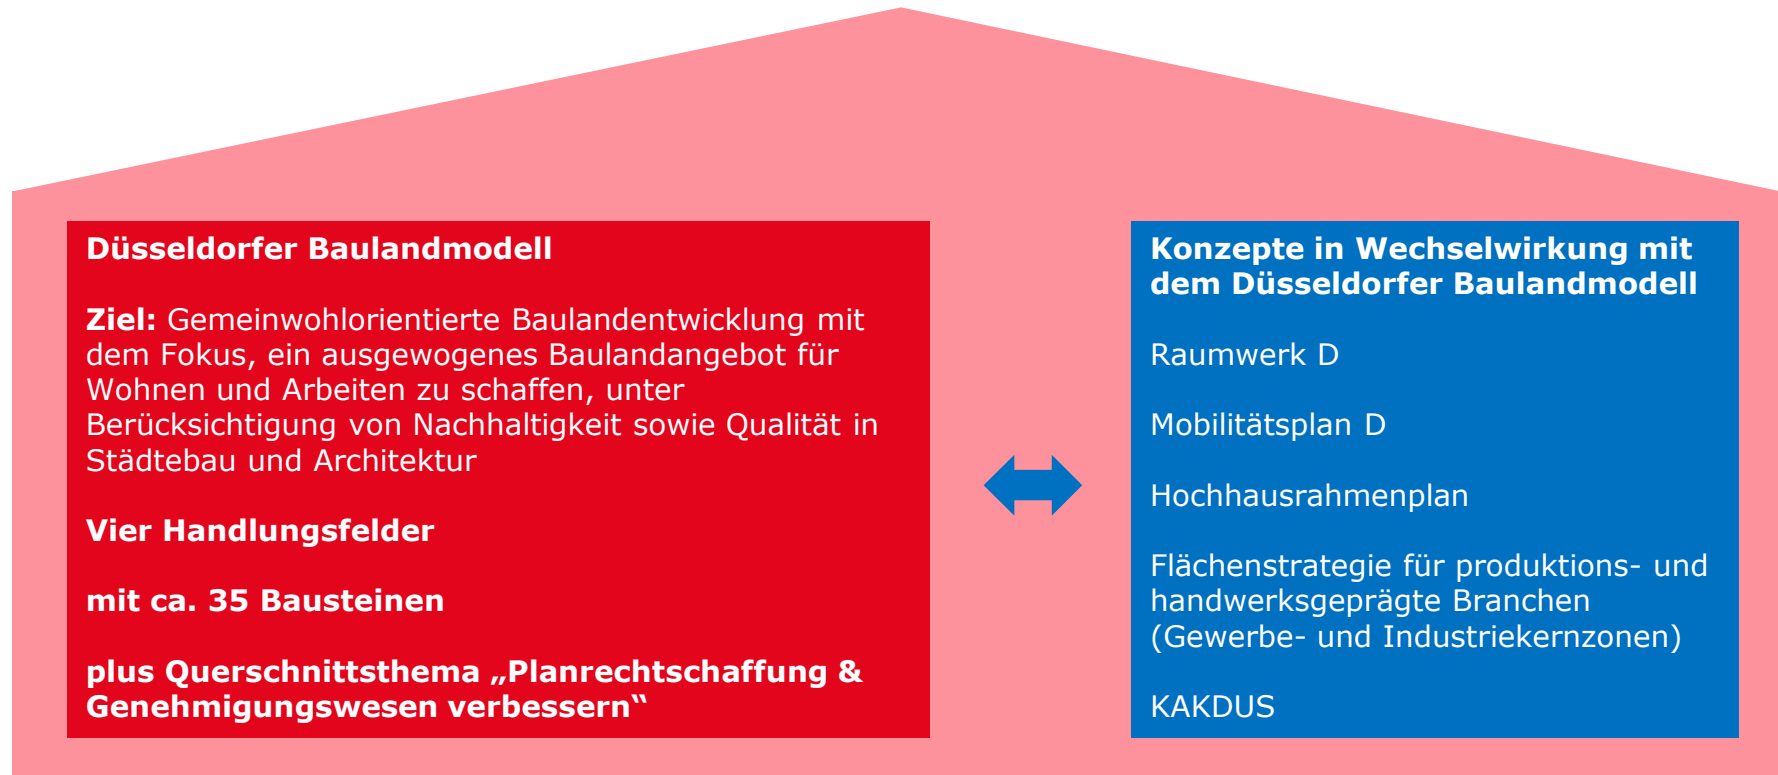 Düsseldorfer Baulandmodell
Ziel: Gemeinwohlorientierte Baulandentwicklung mit
dem Fokus, ein ausgewogenes Baulandangebot für
Wohnen und Arbeiten zu schaffen, unter
Berücksichtigung von Nachhaltigkeit sowie Qualität in
Städtebau und Architektur
Vier Handlungsfelder
mit ca. 35 Bausteinen
plus Querschnittsthema „Planrechtschaffung &
Genehmigungswesen verbessern“
Konzepte in Wechselwirkung mit
dem Düsseldorfer Baulandmodell
Raumwerk D
Mobilitätsplan D
Hochhausrahmenplan
Flächenstrategie für produktions- und
handwerksgeprägte Branchen
(Gewerbe- und Industriekernzonen)
KAKDUS